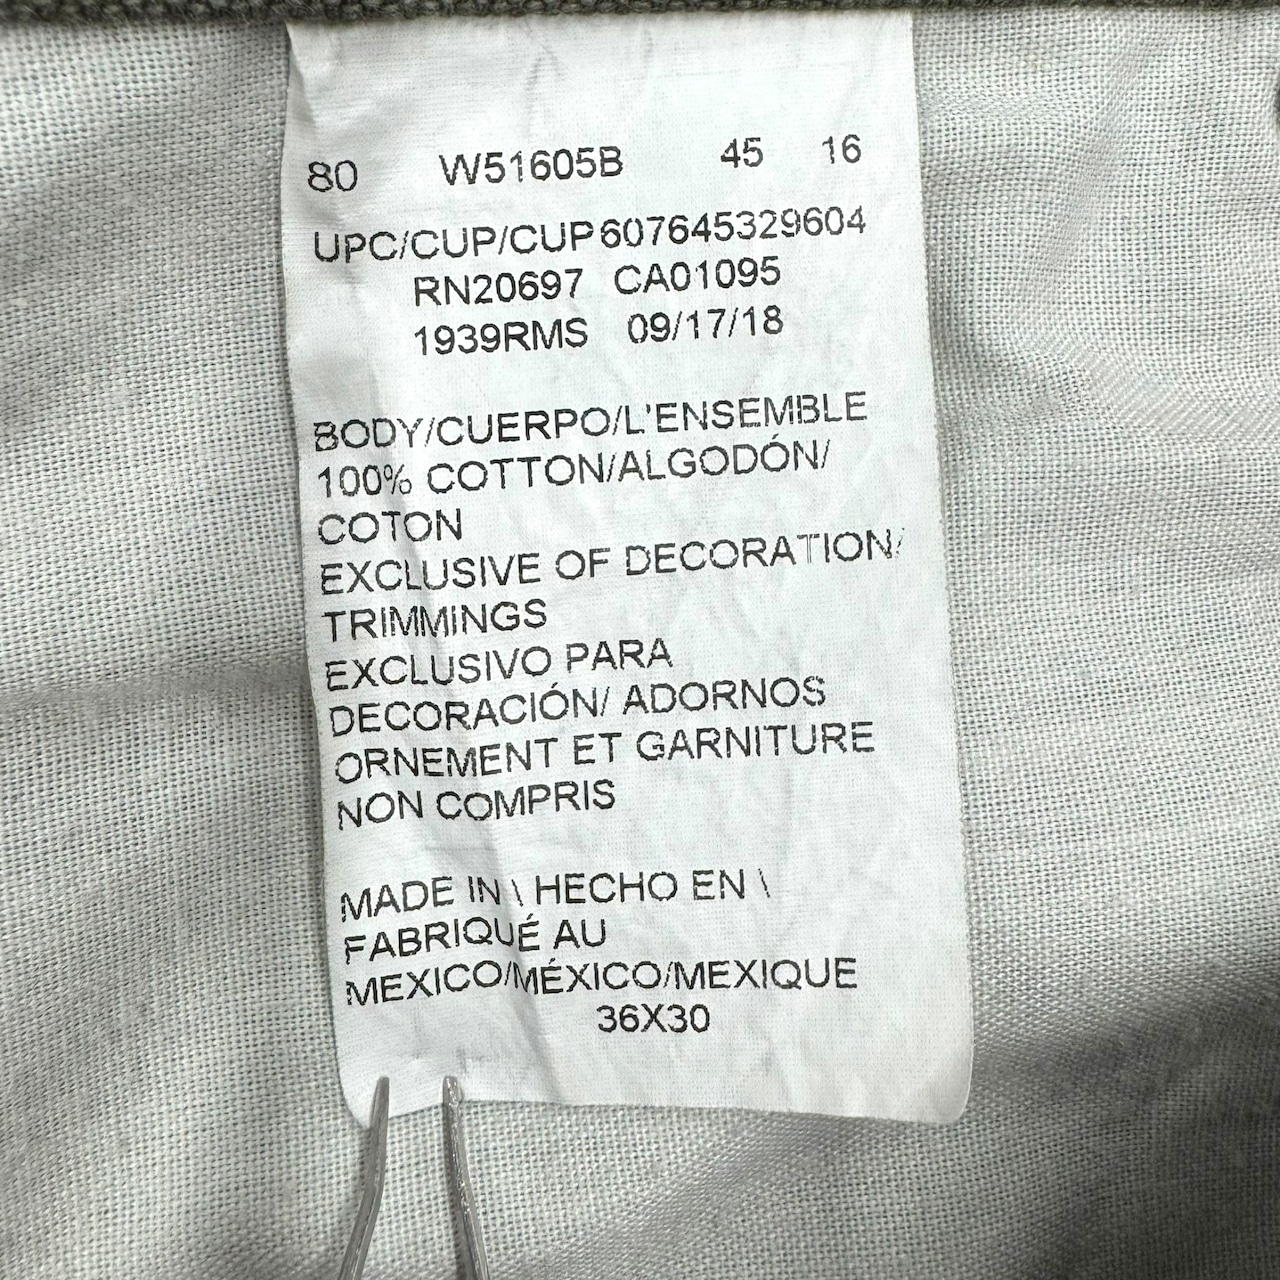 80 W51605B 45 16
UPC/CUP/CUP 607645329604
RN20697 CA01095
1939RMS 09/17/18
BODY/CUERPO/L'ENSEMBLE
100% COTTON/ALGODÓN/
COTON
EXCLUSIVE OF DECORATION/
TRIMMINGS
EXCLUSIVO PARA
DECORACIÓN/ ADORNOS
ORNEMENT ET GARNITURE
NON COMPRIS
MADE IN \ HECHO EN \
FABRIQUÉ AU
MEXICO/MÉXICO/MEXIQUE
36X30